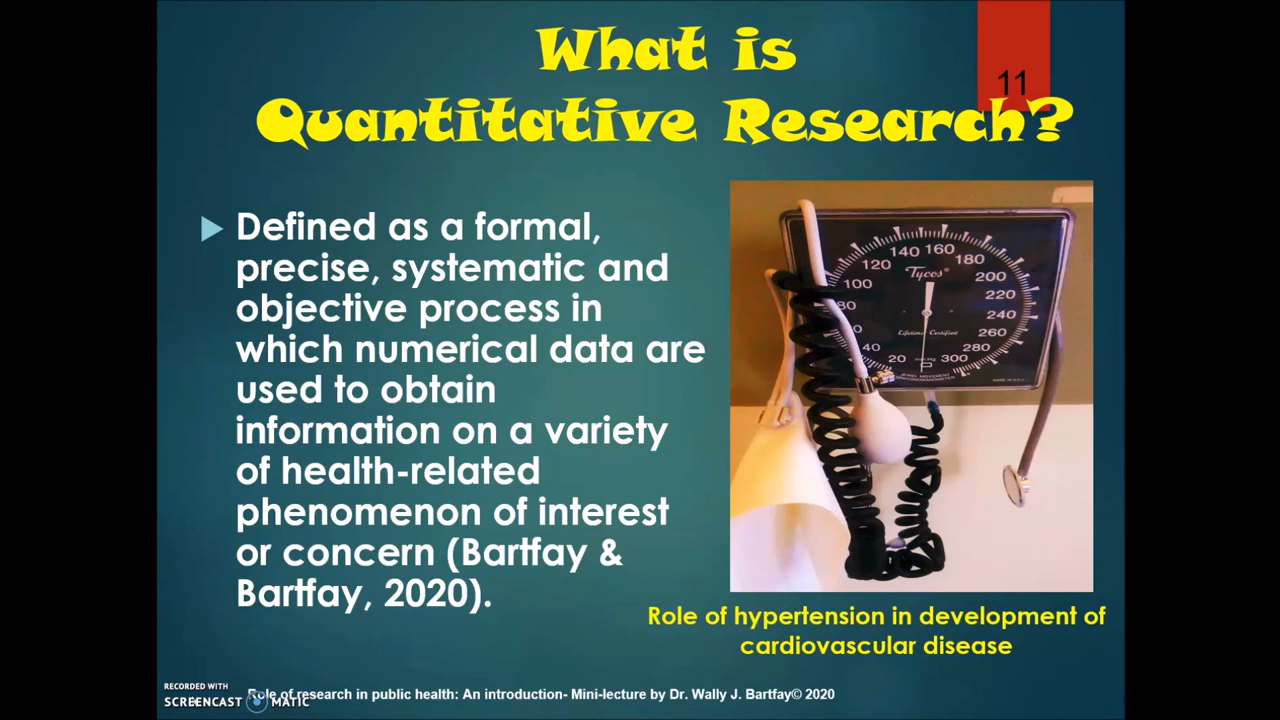 What is
11
Quantitative Research?
Defined as a formal,
precise, systematic and
objective process in
which numerical data are
used to obtain
information on a variety
of health-related
phenomenon of interest
or concern (Bartfay &
Bartfay, 2020).
140 160
120 180
Tycos®
100 200
80 220
240
Lifetime Certified
260
40 280
20 mmHg 300
Role of hypertension in development of
cardiovascular disease
RECORDED WITH
SCREENCAST MATIC
Role of research in public health: An introduction- Mini-lecture by Dr. Wally J. Bartfay© 2020